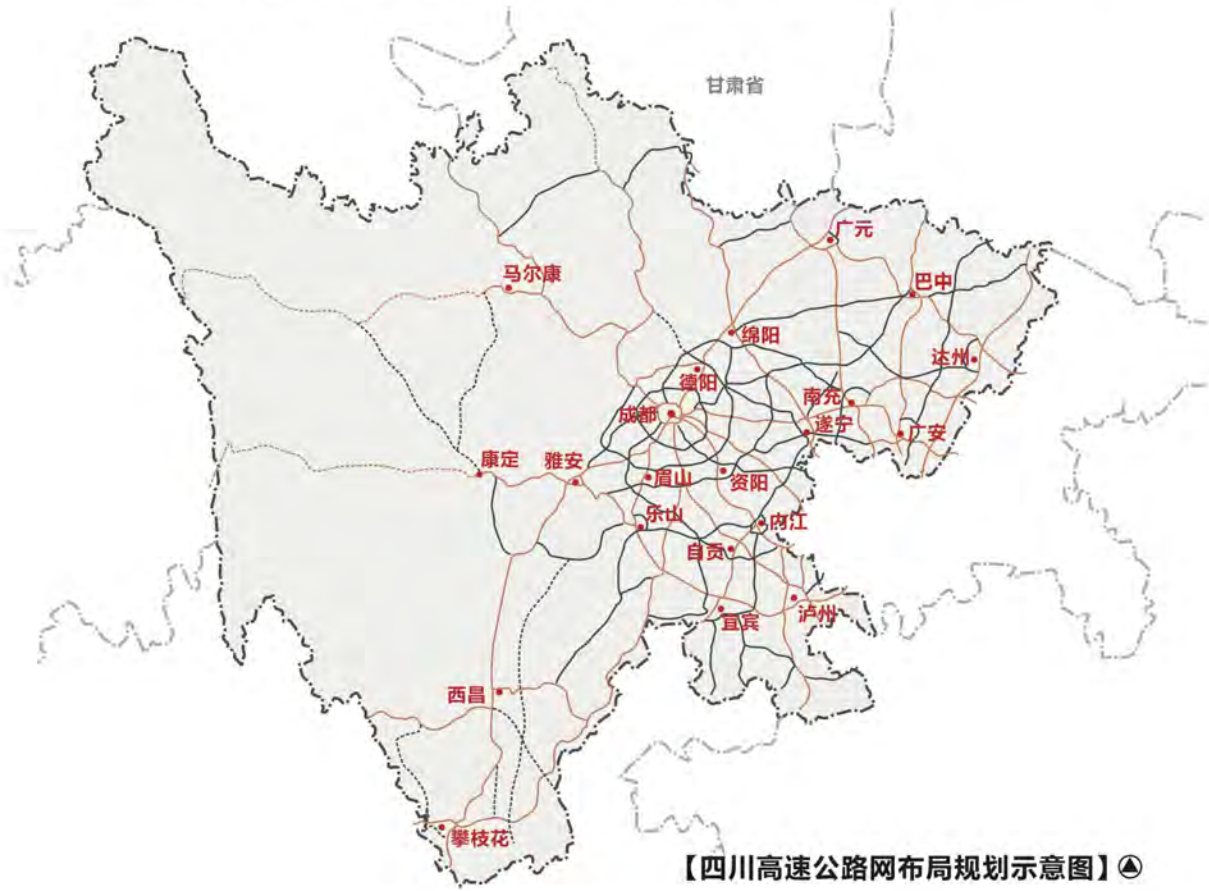 甘肃省
广元
马尔康
巴中
绵阳
达州
德阳
南充
成都
遂宁
广安
康定
雅安
眉山
资阳
乐山
内江
自贡
宜宾
泸州
西昌
攀枝花
【四川高速公路网布局规划示意图】